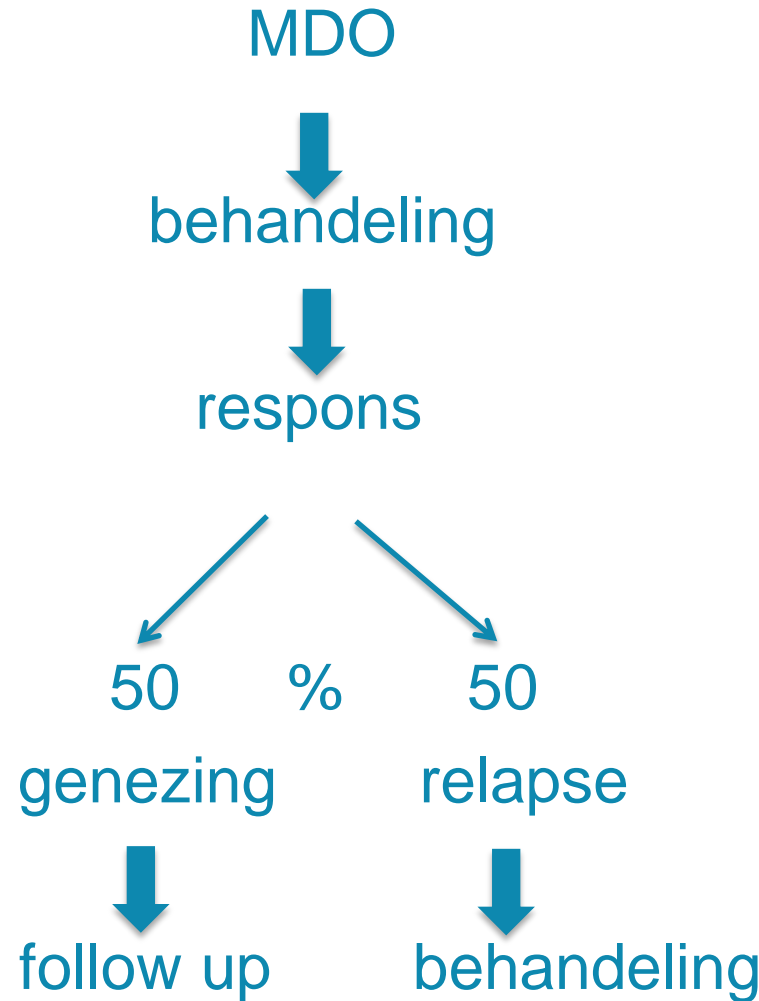 MDO
behandeling
respons
50 % 50
genezing relapse
follow up behandeling